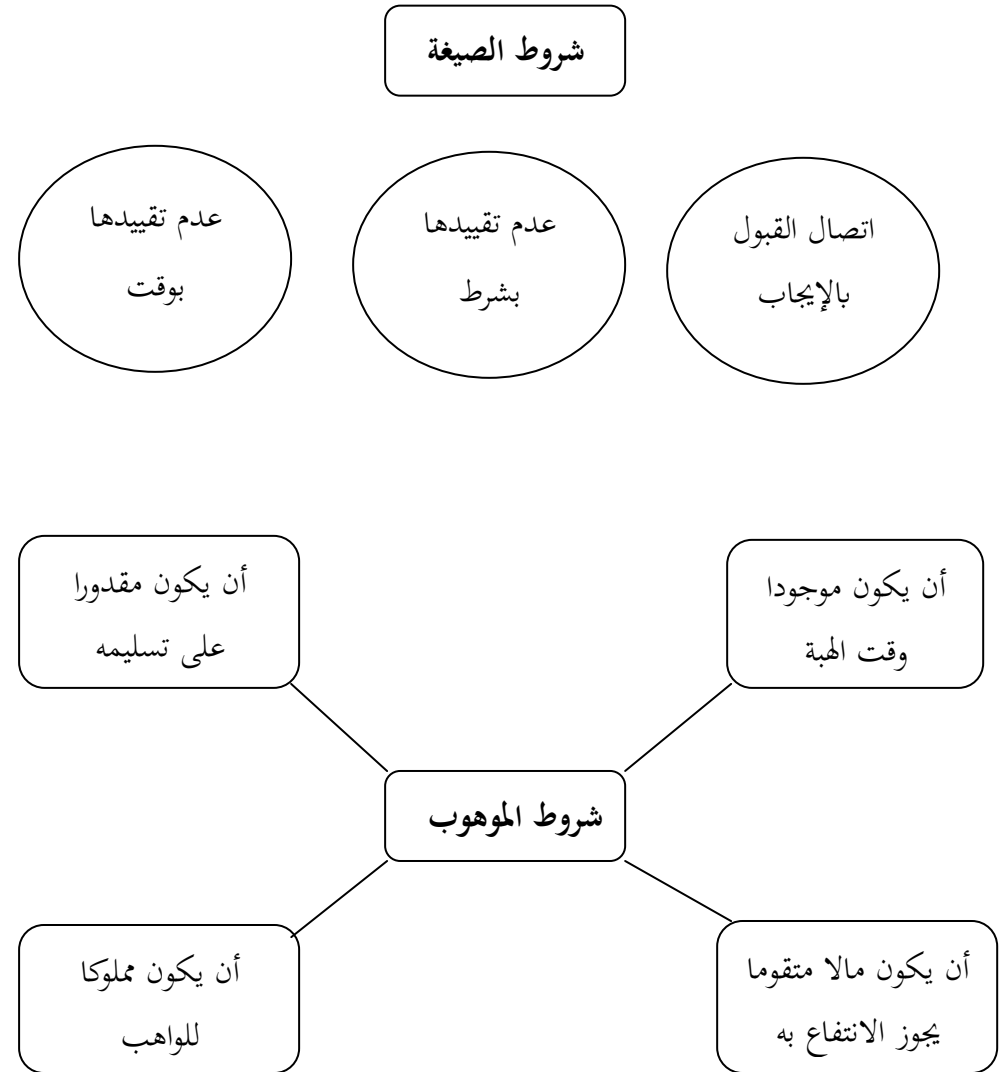 شروط الصيغة
اتصال القبول
بالإيجاب
عدم تقييدها
بشرط
عدم تقييدها
بوقت
أن يكون موجودا
وقت الهبة
أن يكون مقدورا
على تسليمه
شروط الموهوب
أن يكون مالا متقوما
يجوز الانتفاع به
أن يكون مملوكا
للواهب